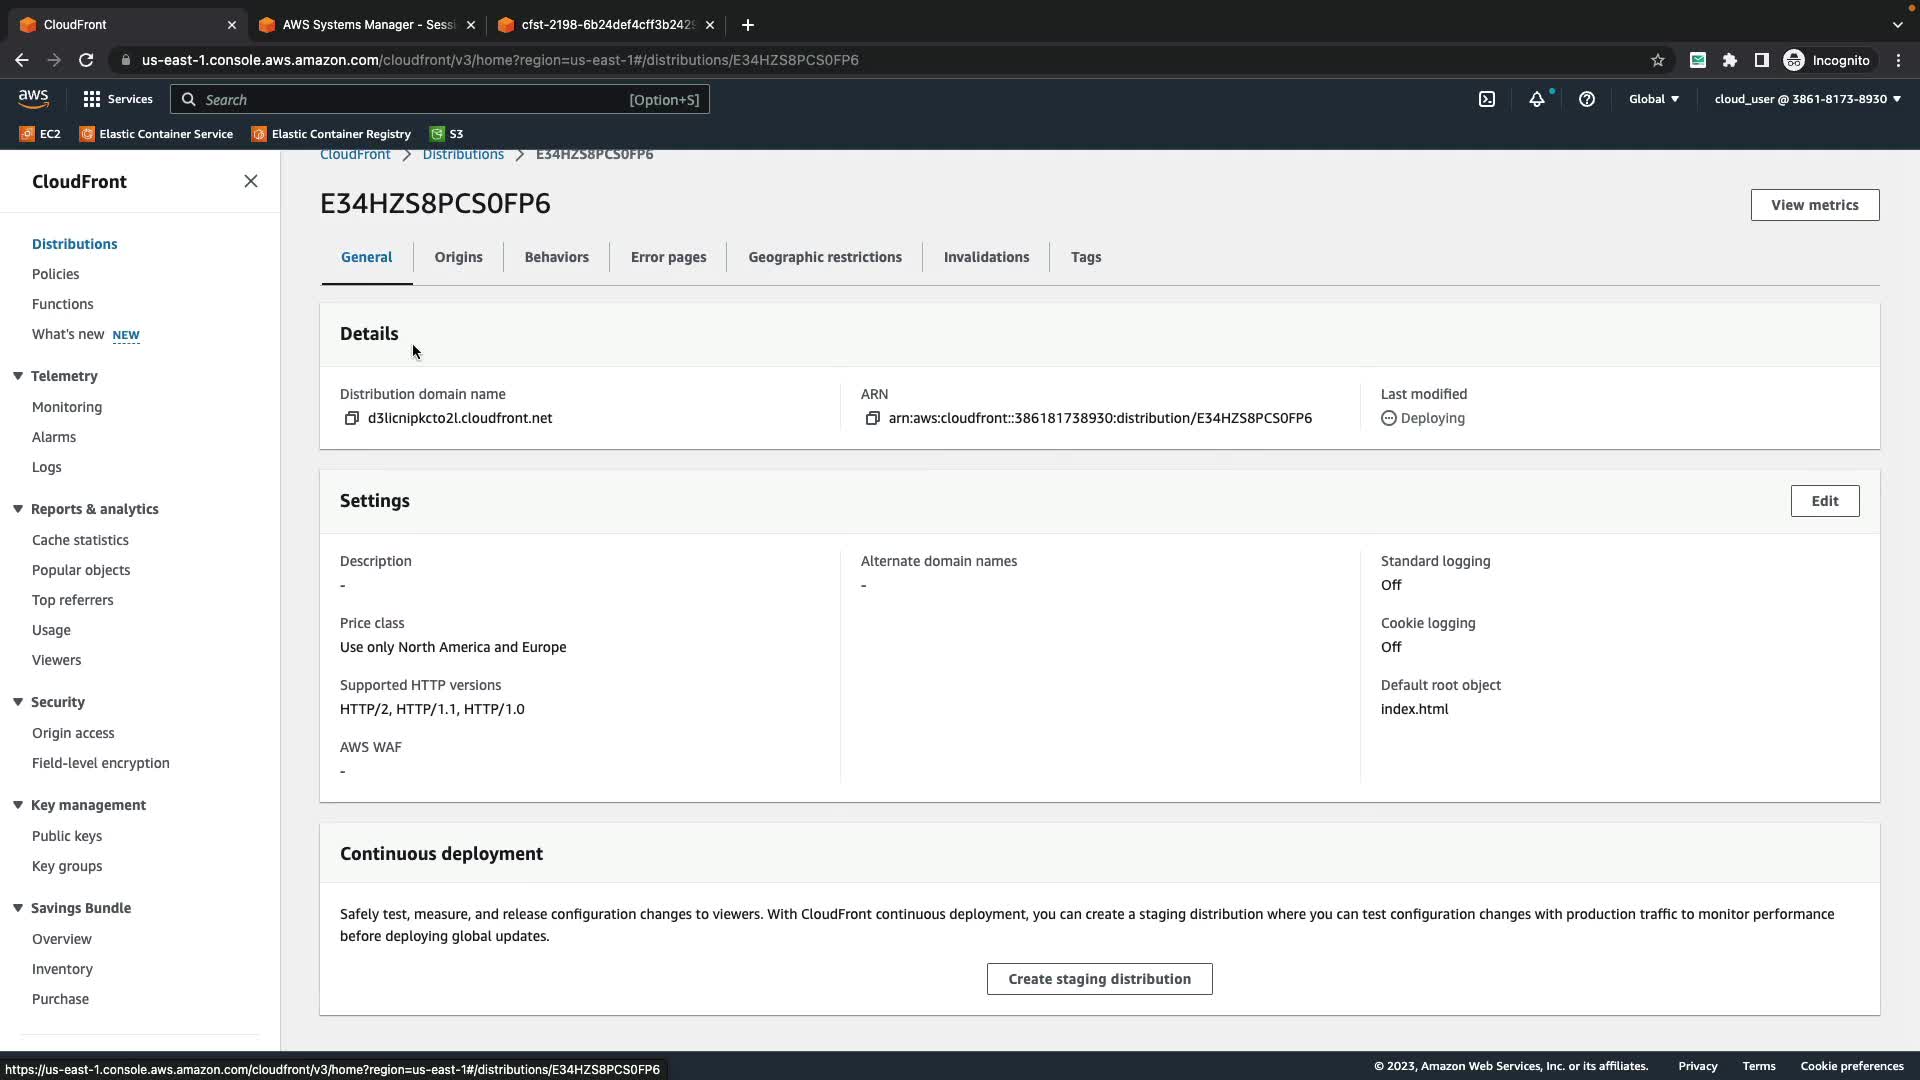 CloudFront
AWS Systems Manager - Sessi
cfst-2198-6b24def4cff3b2429
us-east-1.console.aws.amazon.com/cloudfront/v3/home?region=us-east-1#/distributions/E34HZS8PCS0FP6
Incognito
aws
Services
Search
[Option+S]
Global
cloud_user @ 3861-8173-8930
EC2
Elastic Container Service
Elastic Container Registry
S3
CloudFront
Distributions
Policies
Functions
What's new NEW
Telemetry
Monitoring
Alarms
Logs
Reports & analytics
Cache statistics
Popular objects
Top referrers
Usage
Viewers
Security
Origin access
Field-level encryption
Key management
Public keys
Key groups
Savings Bundle
Overview
Inventory
Purchase
CloudFront > Distributions > E34HZS8PCS0FP6
E34HZS8PCS0FP6
View metrics
General
Origins
Behaviors
Error pages
Geographic restrictions
Invalidations
Tags
Details
Distribution domain name
d3licnipkcto2l.cloudfront.net
ARN
arn:aws:cloudfront::386181738930:distribution/E34HZS8PCS0FP6
Last modified
Deploying
Settings
Edit
Description
-
Price class
Use only North America and Europe
Supported HTTP versions
HTTP/2, HTTP/1.1, HTTP/1.0
AWS WAF
-
Alternate domain names
-
Standard logging
Off
Cookie logging
Off
Default root object
index.html
Continuous deployment
Safely test, measure, and release configuration changes to viewers. With CloudFront continuous deployment, you can create a staging distribution where you can test configuration changes with production traffic to monitor performance
before deploying global updates.
Create staging distribution
https://us-east-1.console.aws.amazon.com/cloudfront/v3/home?region=us-east-1#/distributions/E34HZS8PCS0FP6
© 2023, Amazon Web Services, Inc. or its affiliates.
Privacy
Terms
Cookie preferences